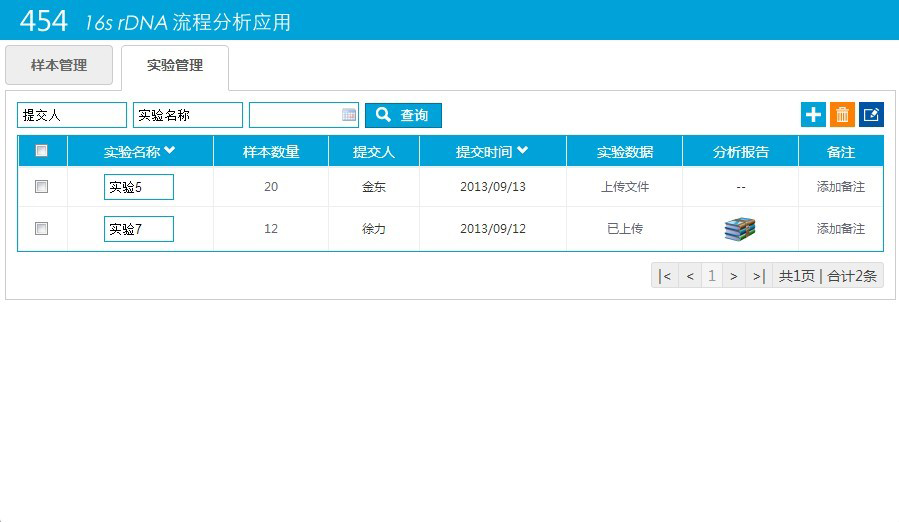 454 16s rDNA 流程分析应用
样本管理 实验管理
提交人 实验名称 查询
实验名称 样本数量 提交人 提交时间 实验数据 分析报告 备注
实验5 20 金东 2013/09/13 上传文件 -- 添加备注
实验7 12 徐力 2013/09/12 已上传 添加备注
|< < 1 > >| 共1页 | 合计2条